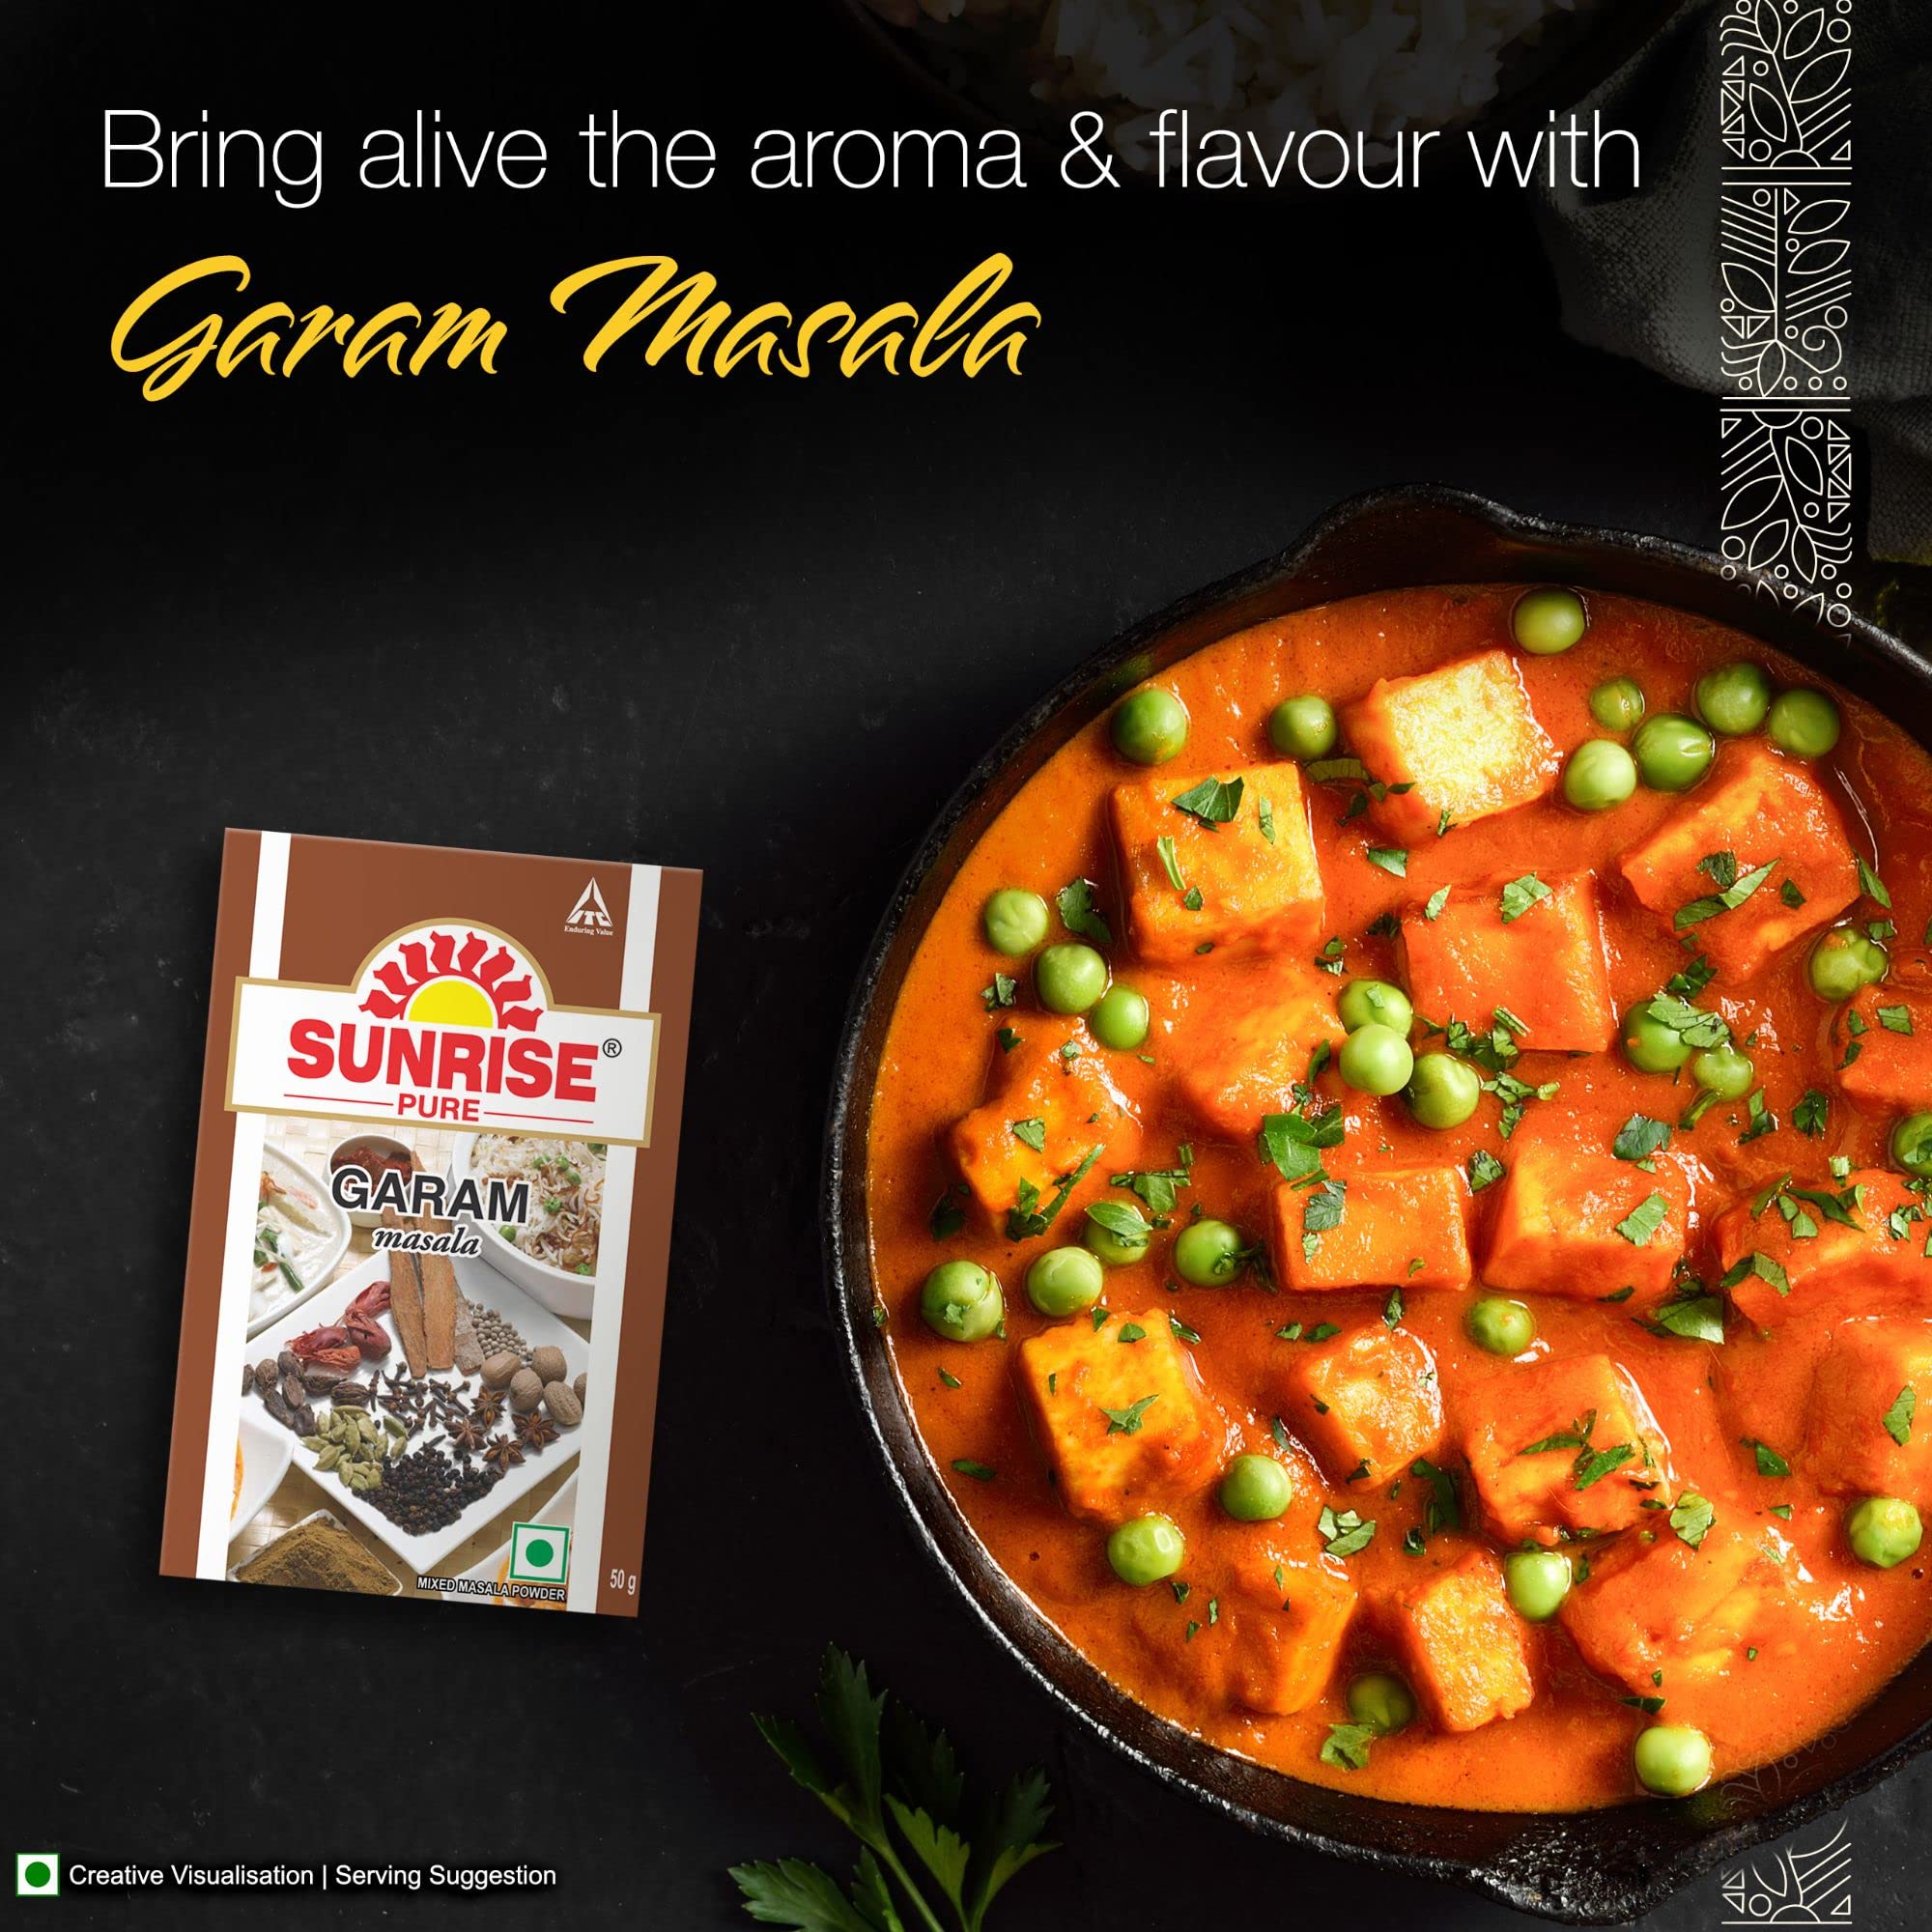 Bring alive the aroma & flavour with
Garam Masala
ITC
Enduring Value
SUNRISE®
PURE
GARAM
masala
MIXED MASALA POWDER
50 g
Creative Visualisation | Serving Suggestion